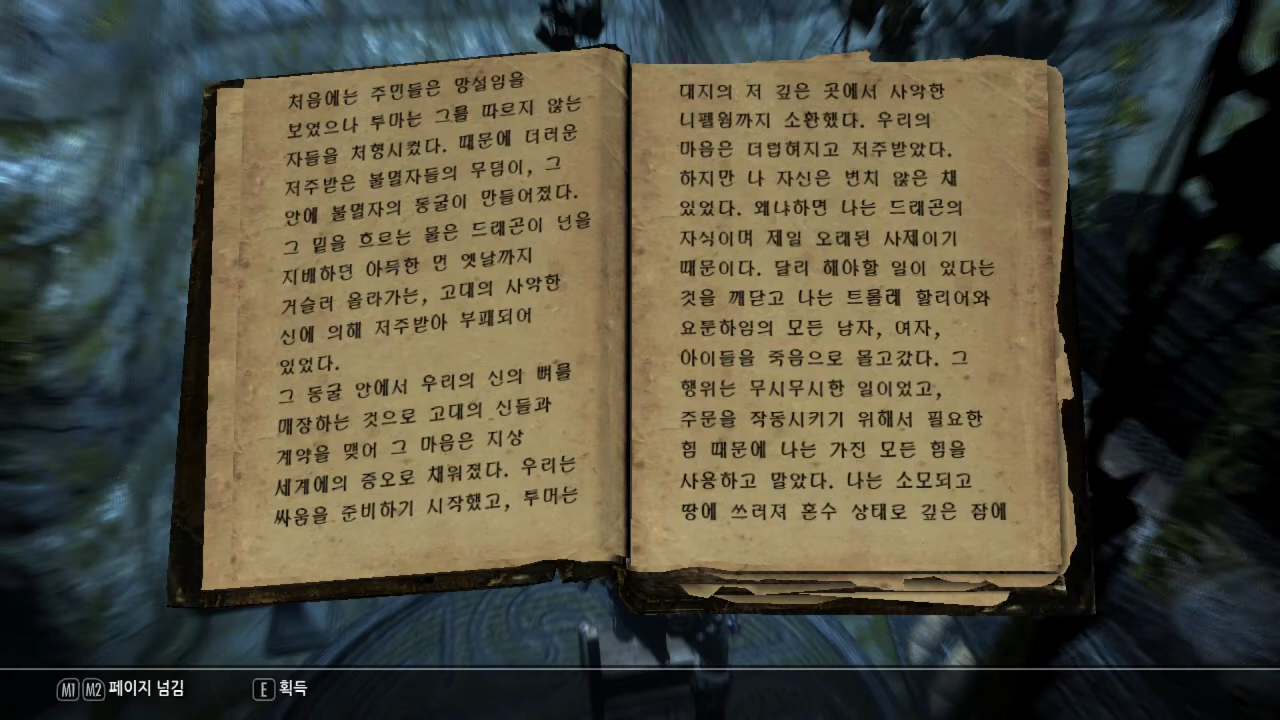 처음에는 주민들은 망설임을
보였으나 투마는 그를 따르지 않는
자들을 처형시켰다. 때문에 더러운
저주받은 불멸자들의 무덤이, 그
안에 불멸자의 동굴이 만들어졌다.
그 밑을 흐르는 물은 드래곤이 넌을
지배하던 아득한 먼 옛날까지
거슬러 올라가는, 고대의 사악한
신에 의해 저주받아 부패되어
있었다.
그 동굴 안에서 우리의 신의 뼈를
매장하는 것으로 고대의 신들과
계약을 맺어 그 마음은 지상
세계에의 증오로 채워졌다. 우리는
싸움을 준비하기 시작했고, 투머는
대지의 저 깊은 곳에서 사악한
니펠웜까지 소환했다. 우리의
마음은 더럽혀지고 저주받았다.
하지만 나 자신은 변치 않은 채
있었다. 왜냐하면 나는 드래곤의
자식이며 제일 오래된 사제이기
때문이다. 달리 해야할 일이 있다는
것을 깨닫고 나는 트롤레 할리어와
요툰하임의 모든 남자, 여자,
아이들을 죽음으로 몰고갔다. 그
행위는 무시무시한 일이었고,
주문을 작동시키기 위해서 필요한
힘 때문에 나는 가진 모든 힘을
사용하고 말았다. 나는 소모되고
땅에 쓰러져 혼수 상태로 깊은 잠에
M1 M2 페이지 넘김
E 획득